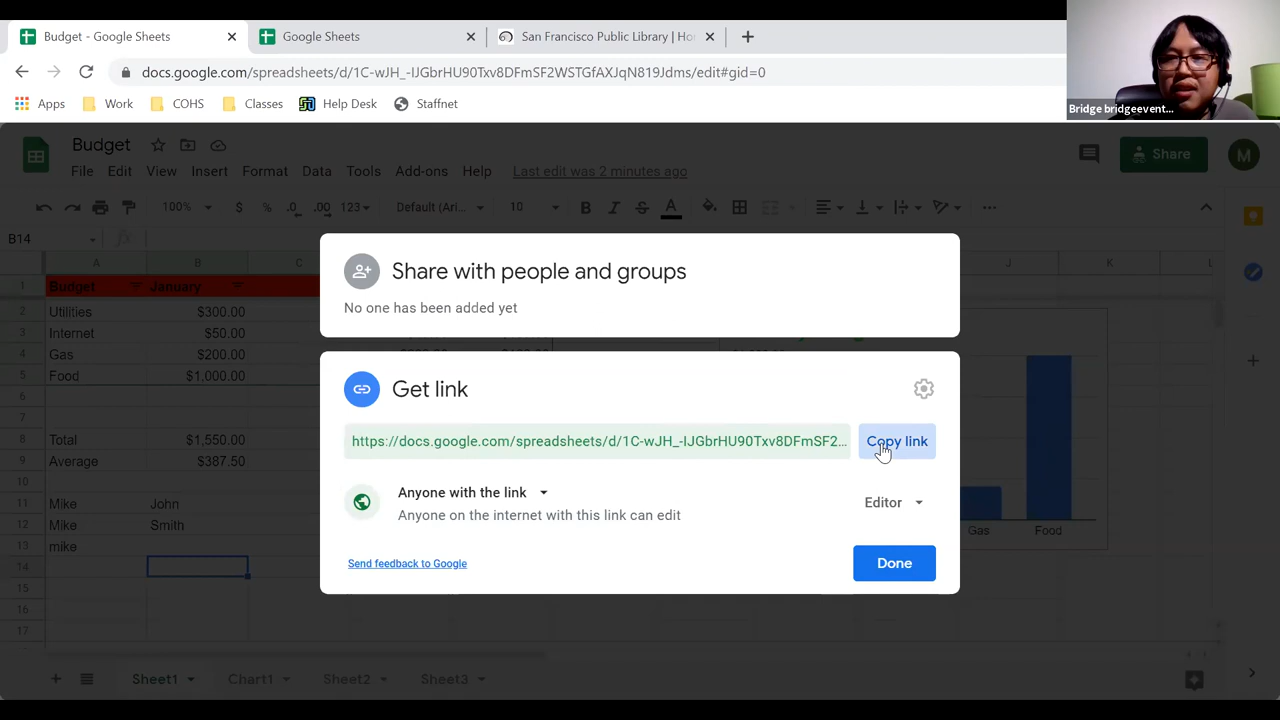 Budget - Google Sheets
Google Sheets
San Francisco Public Library | Ho
docs.google.com/spreadsheets/d/1C-wJH_-IJGbrHU90Txv8DFmSF2WSTGfAXJqN819Jdms/edit#gid=0
Apps Work COHS Classes Help Desk Staffnet
Bridge bridgeevent...
Budget
Share
M
File Edit View Insert Format Data Tools Add-ons Help Last edit was 2 minutes ago
100% $ % .0 .00 123 Default (Ari... 10 B I S A
B14 fx
A B C J K L
1 Budget January
2 Utilities $300.00
3 Internet $50.00
4 Gas $200.00
5 Food $1,000.00
6
7
8 Total $1,550.00
9 Average $387.50
10
11 Mike John
12 Mike Smith
13 mike
14
15
16
17
Share with people and groups
No one has been added yet
Get link
https://docs.google.com/spreadsheets/d/1C-wJH_-IJGbrHU90Txv8DFmSF2...
Copy link
Anyone with the link
Anyone on the internet with this link can edit
Editor
Send feedback to Google
Done
Gas Food
Sheet1 Chart1 Sheet2 Sheet3